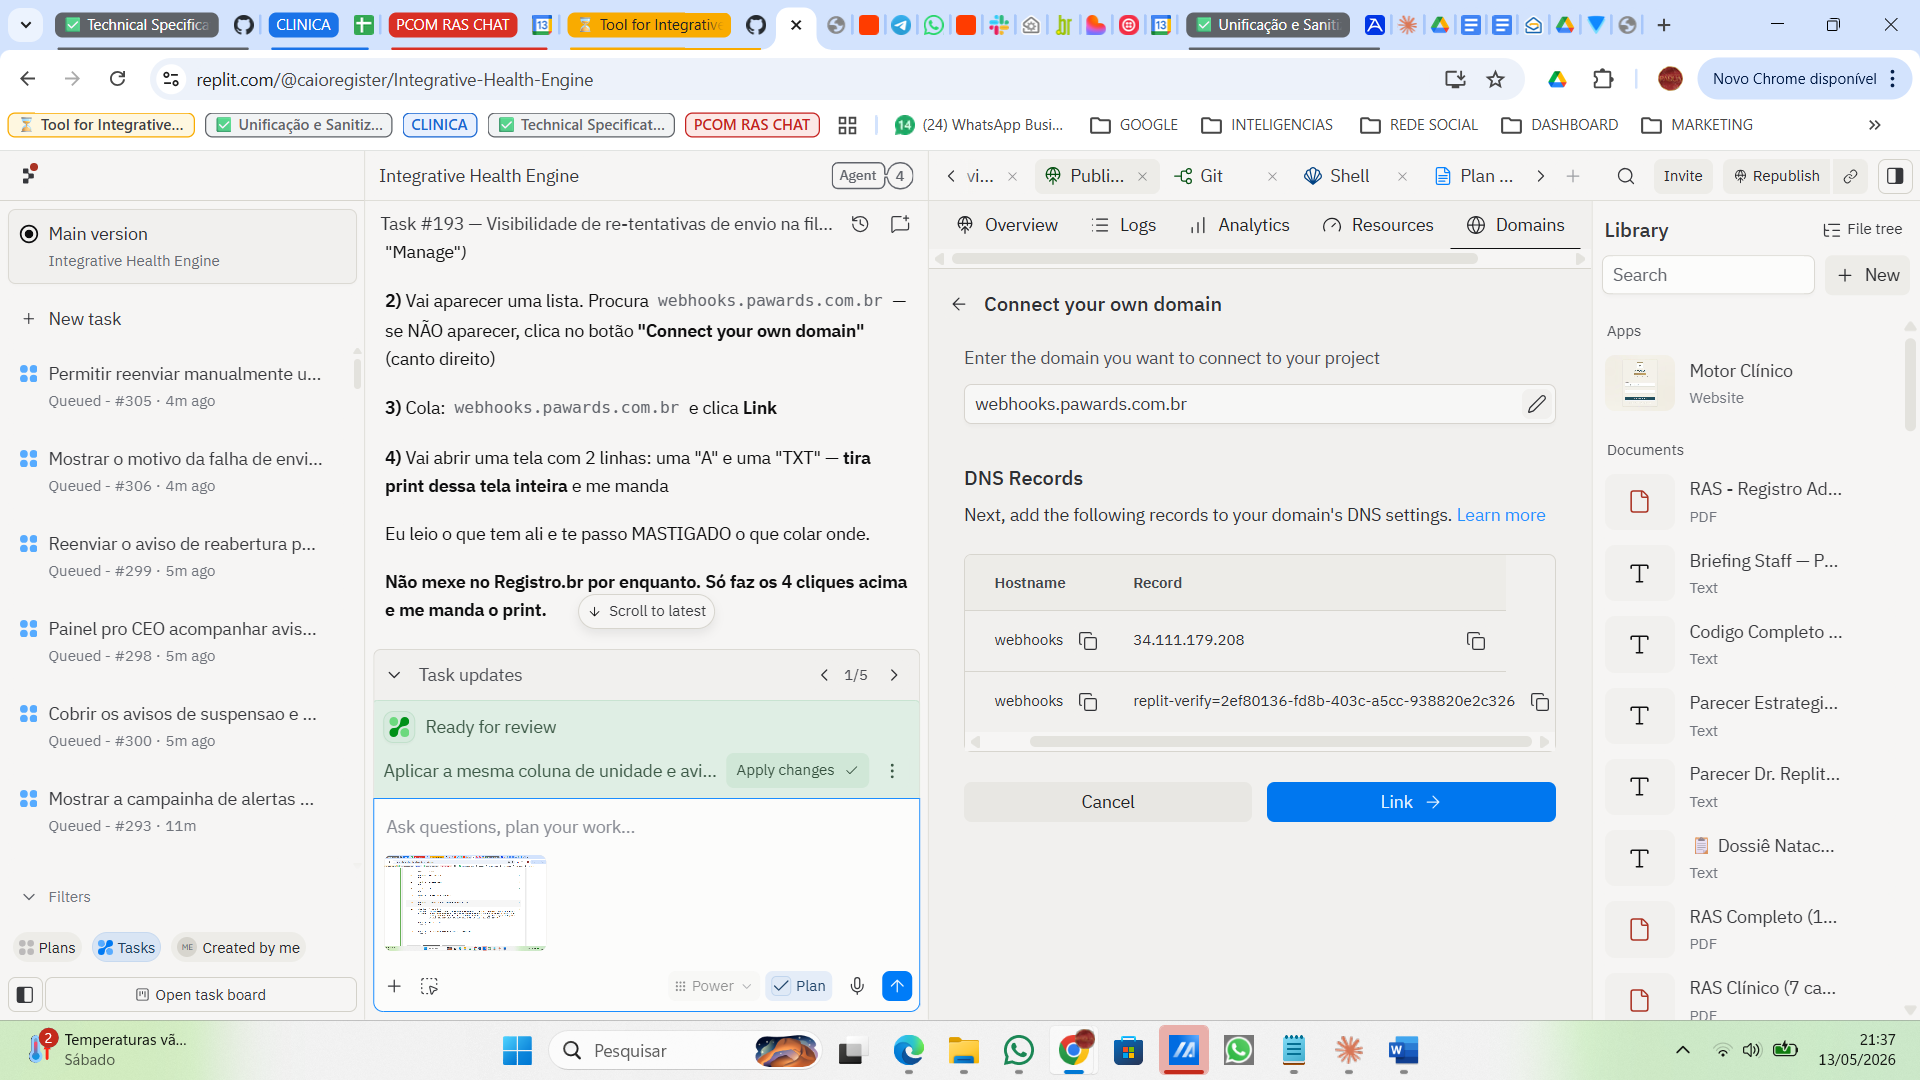 Technical Specifica
CLINICA
PCOM RAS CHAT
Tool for Integrative
Unificação e Saniti
replit.com/@caioregister/Integrative-Health-Engine
Novo Chrome disponível
Tool for Integrative...
Unificação e Sanitiz...
CLINICA
Technical Specificat...
PCOM RAS CHAT
14
(24) WhatsApp Busi...
GOOGLE
INTELIGENCIAS
REDE SOCIAL
DASHBOARD
MARKETING
Main version
Integrative Health Engine
New task
Permitir reenviar manualmente u...
Queued - #305 · 4m ago
Mostrar o motivo da falha de envi...
Queued - #306 · 4m ago
Reenviar o aviso de reabertura p...
Queued - #299 · 5m ago
Painel pro CEO acompanhar avis...
Queued - #298 · 5m ago
Cobrir os avisos de suspensao e ...
Queued - #300 · 5m ago
Mostrar a campainha de alertas ...
Queued - #293 · 11m
Filters
Plans
Tasks
ME
Created by me
Open task board
Integrative Health Engine
Agent
4
Task #193 — Visibilidade de re-tentativas de envio na fil...
"Manage")
2) Vai aparecer uma lista. Procura webhooks.pawards.com.br —
se NÃO aparecer, clica no botão "Connect your own domain"
(canto direito)
3) Cola: webhooks.pawards.com.br e clica Link
4) Vai abrir uma tela com 2 linhas: uma "A" e uma "TXT" — tira
print dessa tela inteira e me manda
Eu leio o que tem ali e te passo MASTIGADO o que colar onde.
Não mexe no Registro.br por enquanto. Só faz os 4 cliques acima
e me manda o print.
Scroll to latest
Task updates
1/5
Ready for review
Aplicar a mesma coluna de unidade e avi...
Apply changes
Ask questions, plan your work...
Power
Plan
vi...
Publi...
Git
Shell
Plan ...
Invite
Republish
Overview
Logs
Analytics
Resources
Domains
Connect your own domain
Enter the domain you want to connect to your project
webhooks.pawards.com.br
DNS Records
Next, add the following records to your domain's DNS settings. Learn more
Hostname
Record
webhooks
34.111.179.208
webhooks
replit-verify=2ef80136-fd8b-403c-a5cc-938820e2c326
Cancel
Link
Library
File tree
Search
New
Apps
Motor Clínico
Website
Documents
RAS - Registro Ad...
PDF
Briefing Staff — P...
Text
Codigo Completo ...
Text
Parecer Estrategi...
Text
Parecer Dr. Replit...
Text
Dossiê Natac...
Text
RAS Completo (1...
PDF
RAS Clínico (7 ca...
PDF
2
Temperaturas vã...
Sábado
Pesquisar
21:37
13/05/2026